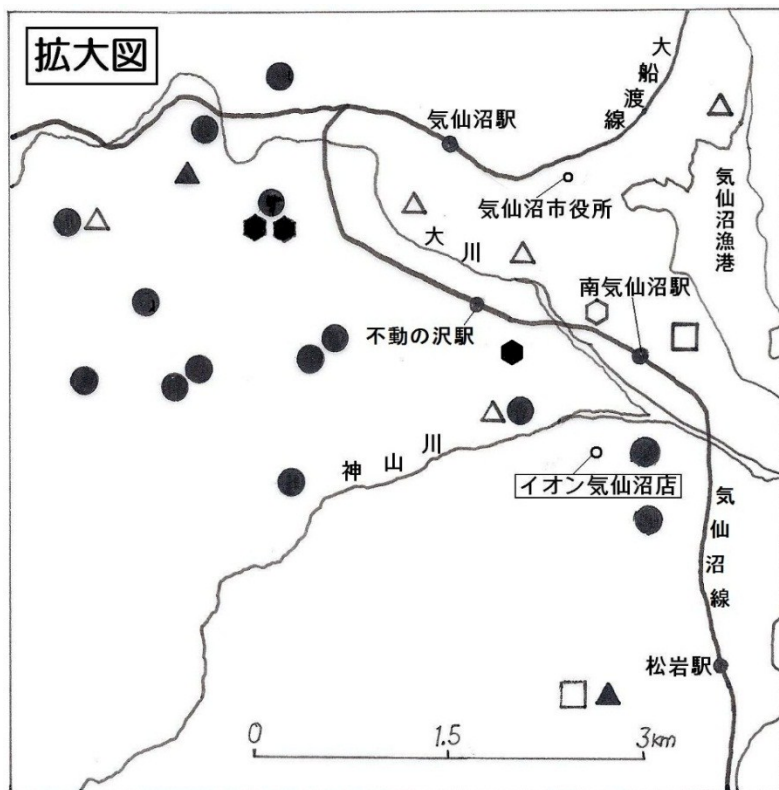 拡大図
大船渡線
気仙沼駅
気仙沼市役所
気仙沼漁港
大川
南気仙沼駅
不動の沢駅
神山川
イオン気仙沼店
気仙沼線
松岩駅
0 1.5 3km